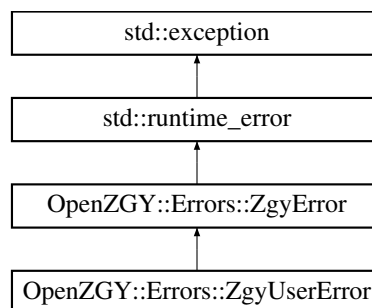 std::exception
std::runtime_error
OpenZGY::Errors::ZgyError
OpenZGY::Errors::ZgyUserError